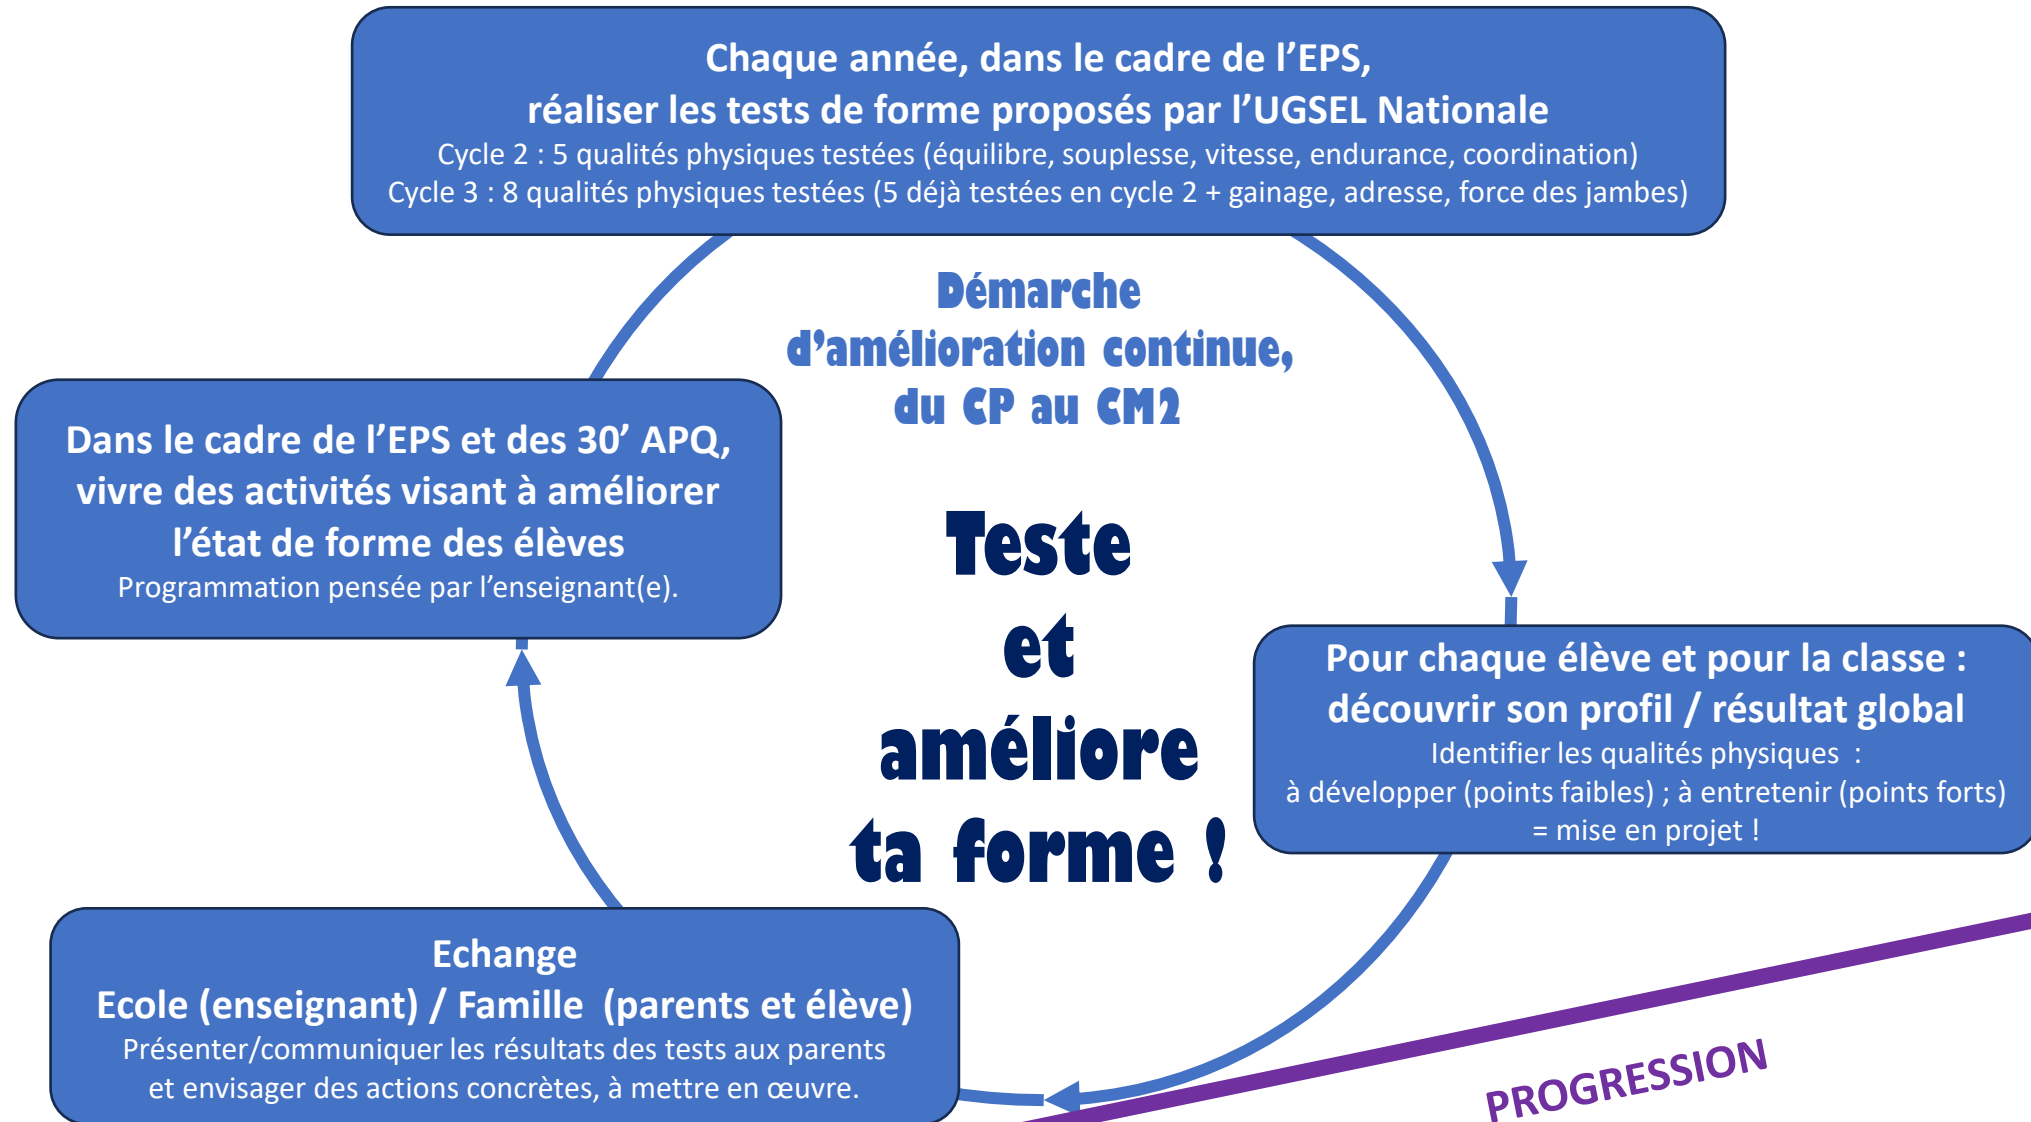 Chaque année, dans le cadre de l’EPS,
réaliser les tests de forme proposés par l’UGSEL Nationale
Cycle 2 : 5 qualités physiques testées (équilibre, souplesse, vitesse, endurance, coordination)
Cycle 3 : 8 qualités physiques testées (5 déjà testées en cycle 2 + gainage, adresse, force des jambes)
Démarche
d’amélioration continue,
du CP au CM2
Dans le cadre de l’EPS et des 30’ APQ,
vivre des activités visant à améliorer
l’état de forme des élèves
Programmation pensée par l’enseignant(e).
Teste
et
améliore
ta forme !
Pour chaque élève et pour la classe :
découvrir son profil / résultat global
Identifier les qualités physiques :
à développer (points faibles) ; à entretenir (points forts)
= mise en projet !
Echange
Ecole (enseignant) / Famille (parents et élève)
Présenter/communiquer les résultats des tests aux parents
et envisager des actions concrètes, à mettre en œuvre.
PROGRESSION